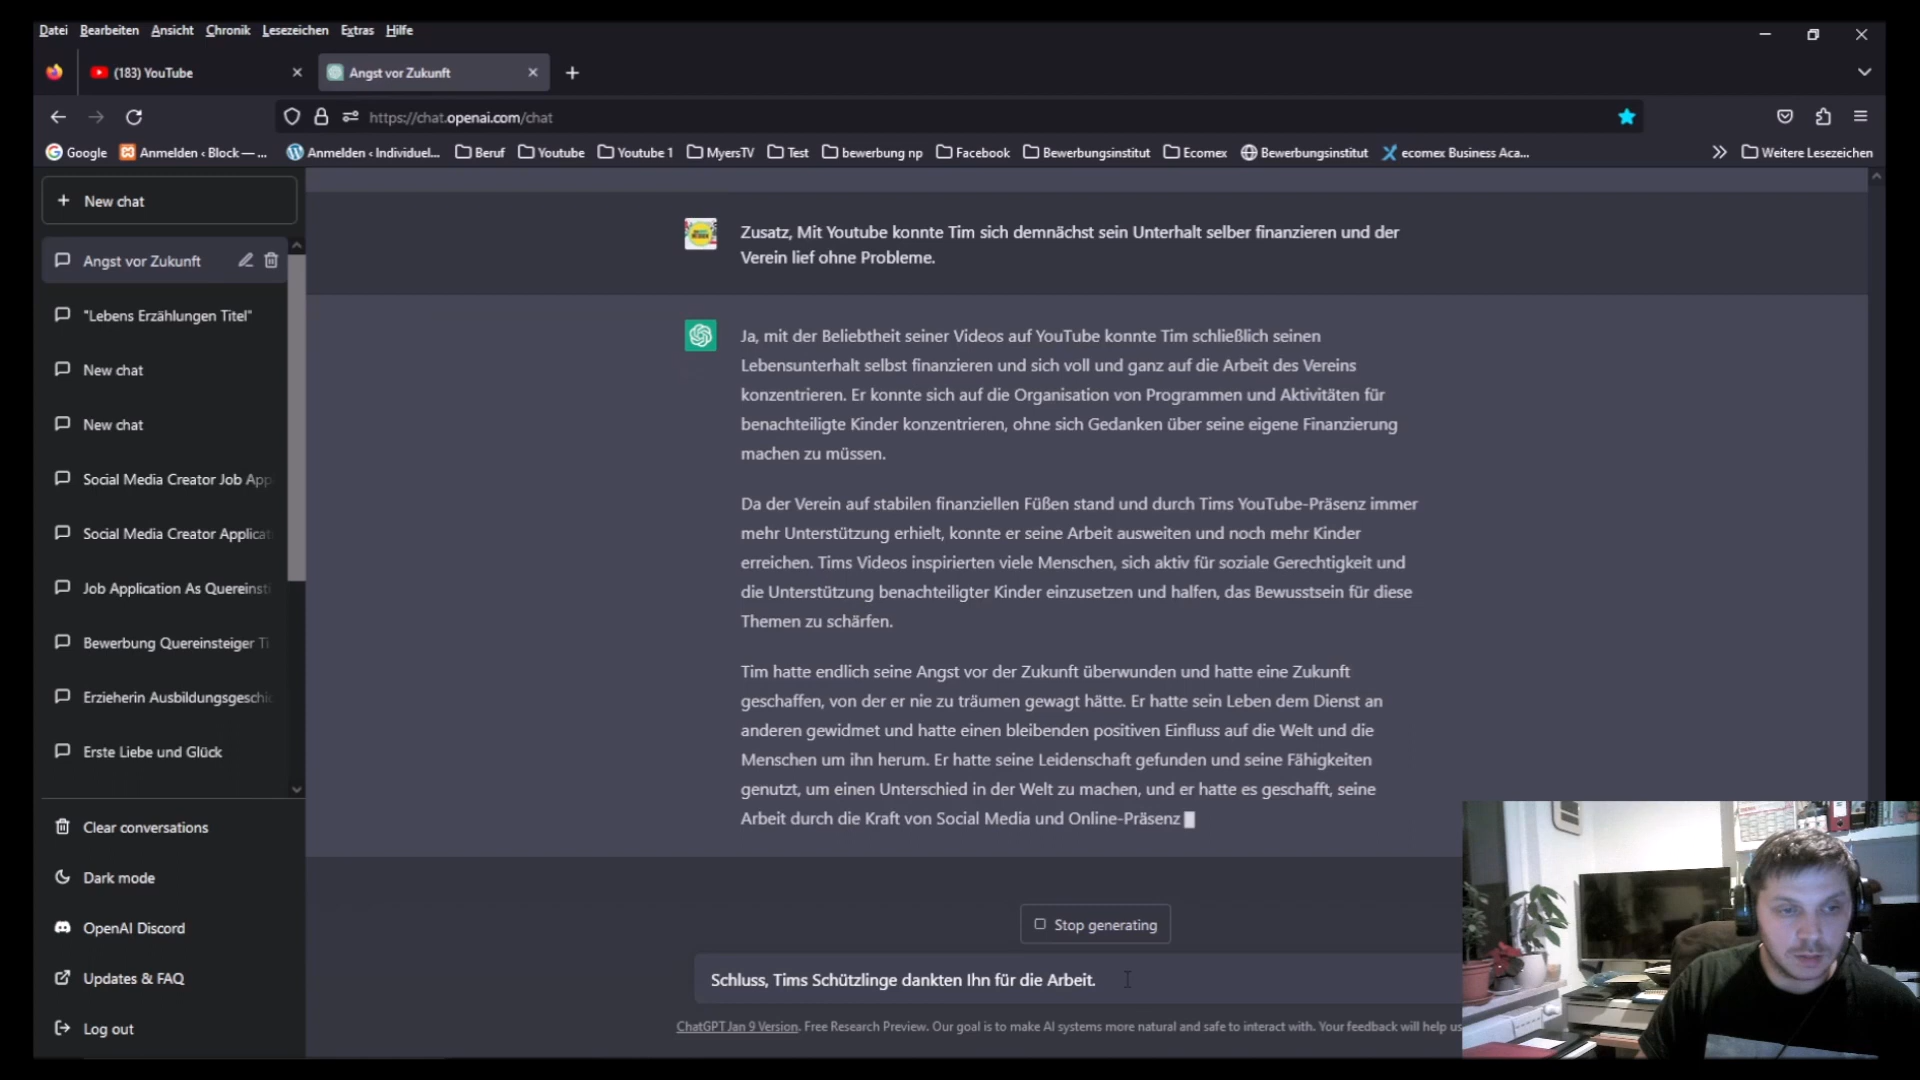 Datei Bearbeiten Ansicht Chronik Lesezeichen Extras Hilfe
(183) YouTube
Angst vor Zukunft
https://chat.openai.com/chat
Google
Anmelden ‹ Block — ...
Anmelden ‹ Individuel...
Beruf
Youtube
Youtube 1
MyersTV
Test
bewerbung np
Facebook
Bewerbungsinstitut
Ecomex
Bewerbungsinstitut
ecomex Business Aca...
Weitere Lesezeichen
New chat
Angst vor Zukunft
"Lebens Erzählungen Titel"
New chat
New chat
Social Media Creator Job App
Social Media Creator Applicat
Job Application As Quereinsti
Bewerbung Quereinsteiger Ti
Erzieherin Ausbildungsgeschi
Erste Liebe und Glück
Clear conversations
Dark mode
OpenAI Discord
Updates & FAQ
Log out
Zusatz, Mit Youtube konnte Tim sich demnächst sein Unterhalt selber finanzieren und der
Verein lief ohne Probleme.
Ja, mit der Beliebtheit seiner Videos auf YouTube konnte Tim schließlich seinen
Lebensunterhalt selbst finanzieren und sich voll und ganz auf die Arbeit des Vereins
konzentrieren. Er konnte sich auf die Organisation von Programmen und Aktivitäten für
benachteiligte Kinder konzentrieren, ohne sich Gedanken über seine eigene Finanzierung
machen zu müssen.
Da der Verein auf stabilen finanziellen Füßen stand und durch Tims YouTube-Präsenz immer
mehr Unterstützung erhielt, konnte er seine Arbeit ausweiten und noch mehr Kinder
erreichen. Tims Videos inspirierten viele Menschen, sich aktiv für soziale Gerechtigkeit und
die Unterstützung benachteiligter Kinder einzusetzen und halfen, das Bewusstsein für diese
Themen zu schärfen.
Tim hatte endlich seine Angst vor der Zukunft überwunden und hatte eine Zukunft
geschaffen, von der er nie zu träumen gewagt hätte. Er hatte sein Leben dem Dienst an
anderen gewidmet und hatte einen bleibenden positiven Einfluss auf die Welt und die
Menschen um ihn herum. Er hatte seine Leidenschaft gefunden und seine Fähigkeiten
genutzt, um einen Unterschied in der Welt zu machen, und er hatte es geschafft, seine
Arbeit durch die Kraft von Social Media und Online-Präsenz
Stop generating
Schluss, Tims Schützlinge dankten Ihn für die Arbeit.
ChatGPT Jan 9 Version. Free Research Preview. Our goal is to make AI systems more natural and safe to interact with. Your feedback will help us